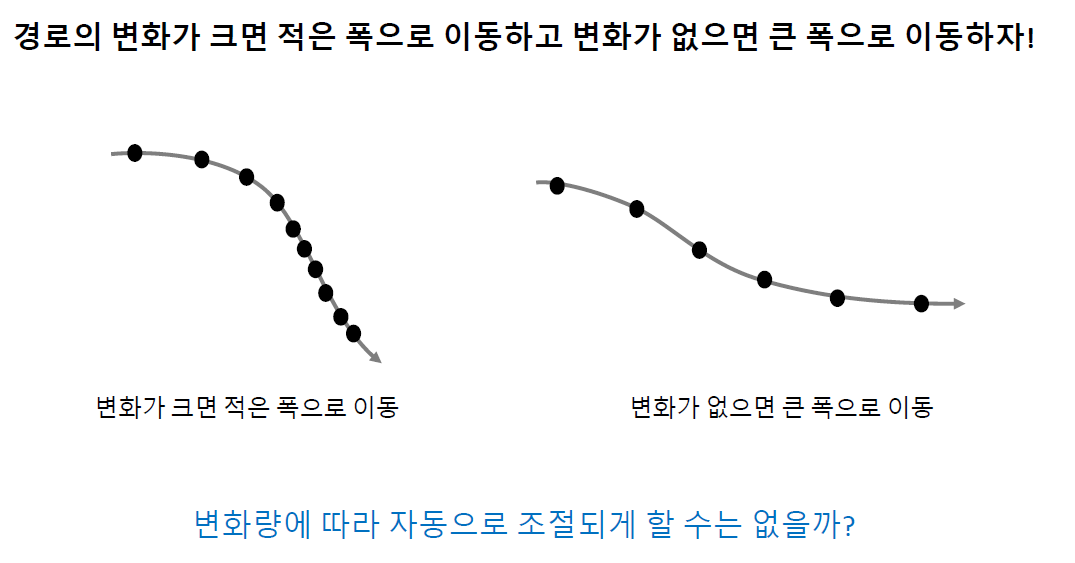 경로의 변화가 크면 적은 폭으로 이동하고 변화가 없으면 큰 폭으로 이동하자!
변화가 크면 적은 폭으로 이동
변화가 없으면 큰 폭으로 이동
변화량에 따라 자동으로 조절되게 할 수는 없을까?